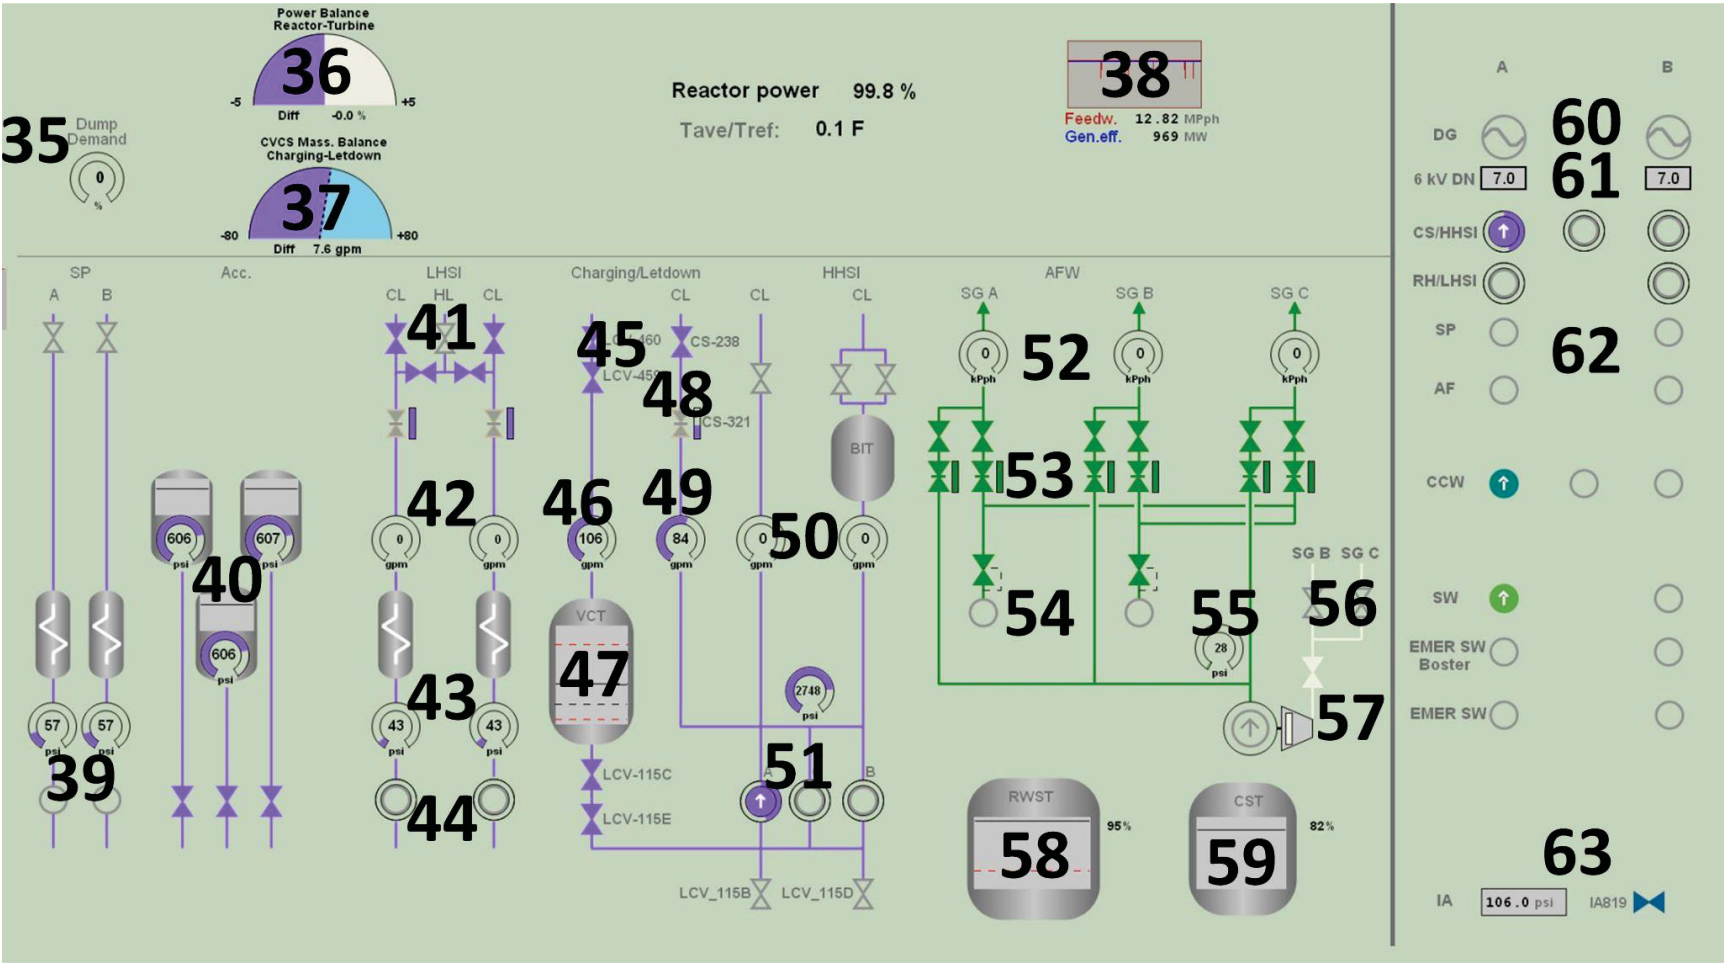 Power Balance
Reactor-Turbine
36
-5
+5
Diff -0.0 %
35
Dump
Demand
0
%
CVCS Mass. Balance
Charging-Letdown
37
-80
+80
Diff 7.6 gpm
Reactor power 99.8 %
Tave/Tref: 0.1 F
38
Feedw. 12.82 MPph
Gen.eff. 969 MW
SP
A B
Acc.
LHSI
CL HL CL
Charging/Letdown
CL CL
HHSI
CL
AFW
SG A SG B SG C
41
45
CS-238
48
CS-321
52
0 0 0
kPph kPph kPph
BIT
53
42
46
49
50
606 607
psi psi
0 0
gpm gpm
106
gpm
84
gpm
0
gpm
0
gpm
40
606
psi
54
55
28
psi
SG B SG C
56
VCT
47
43
57 57
psi psi
39
43 43
psi psi
44
2748
psi
51
A B
LCV-115C
LCV-115E
LCV_115B LCV_115D
57
RWST
58
95%
CST
59
82%
A B
DG
60
6 kV DN 7.0
61
7.0
CS/HHSI
RH/LHSI
SP
62
AF
CCW
SW
EMER SW
Boster
EMER SW
63
IA 106.0 psi IA819